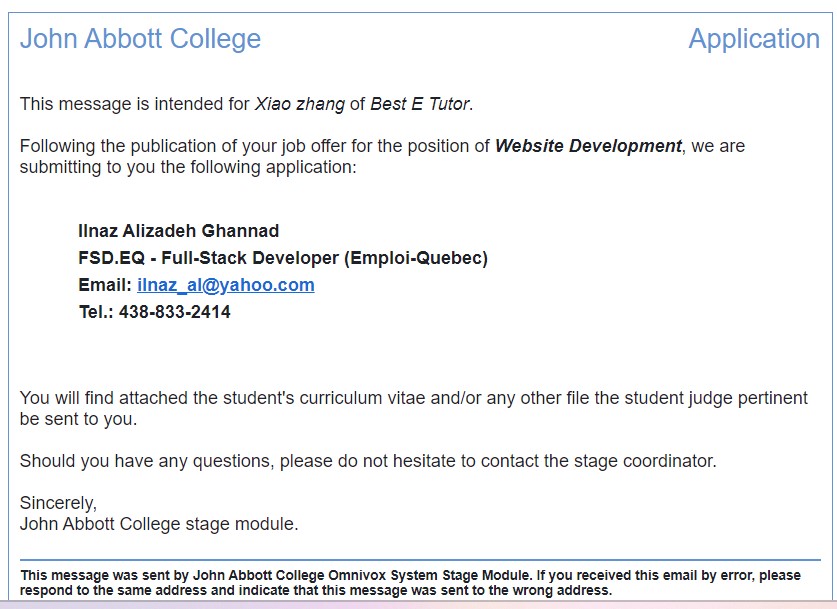 John Abbott College Application
This message is intended for Xiao zhang of Best E Tutor.
Following the publication of your job offer for the position of Website Development, we are
submitting to you the following application:
Ilnaz Alizadeh Ghannad
FSD.EQ - Full-Stack Developer (Emploi-Quebec)
Email: ilnaz_al@yahoo.com
Tel.: 438-833-2414
You will find attached the student's curriculum vitae and/or any other file the student judge pertinent
be sent to you.
Should you have any questions, please do not hesitate to contact the stage coordinator.
Sincerely,
John Abbott College stage module.
This message was sent by John Abbott College Omnivox System Stage Module. If you received this email by error, please
respond to the same address and indicate that this message was sent to the wrong address.